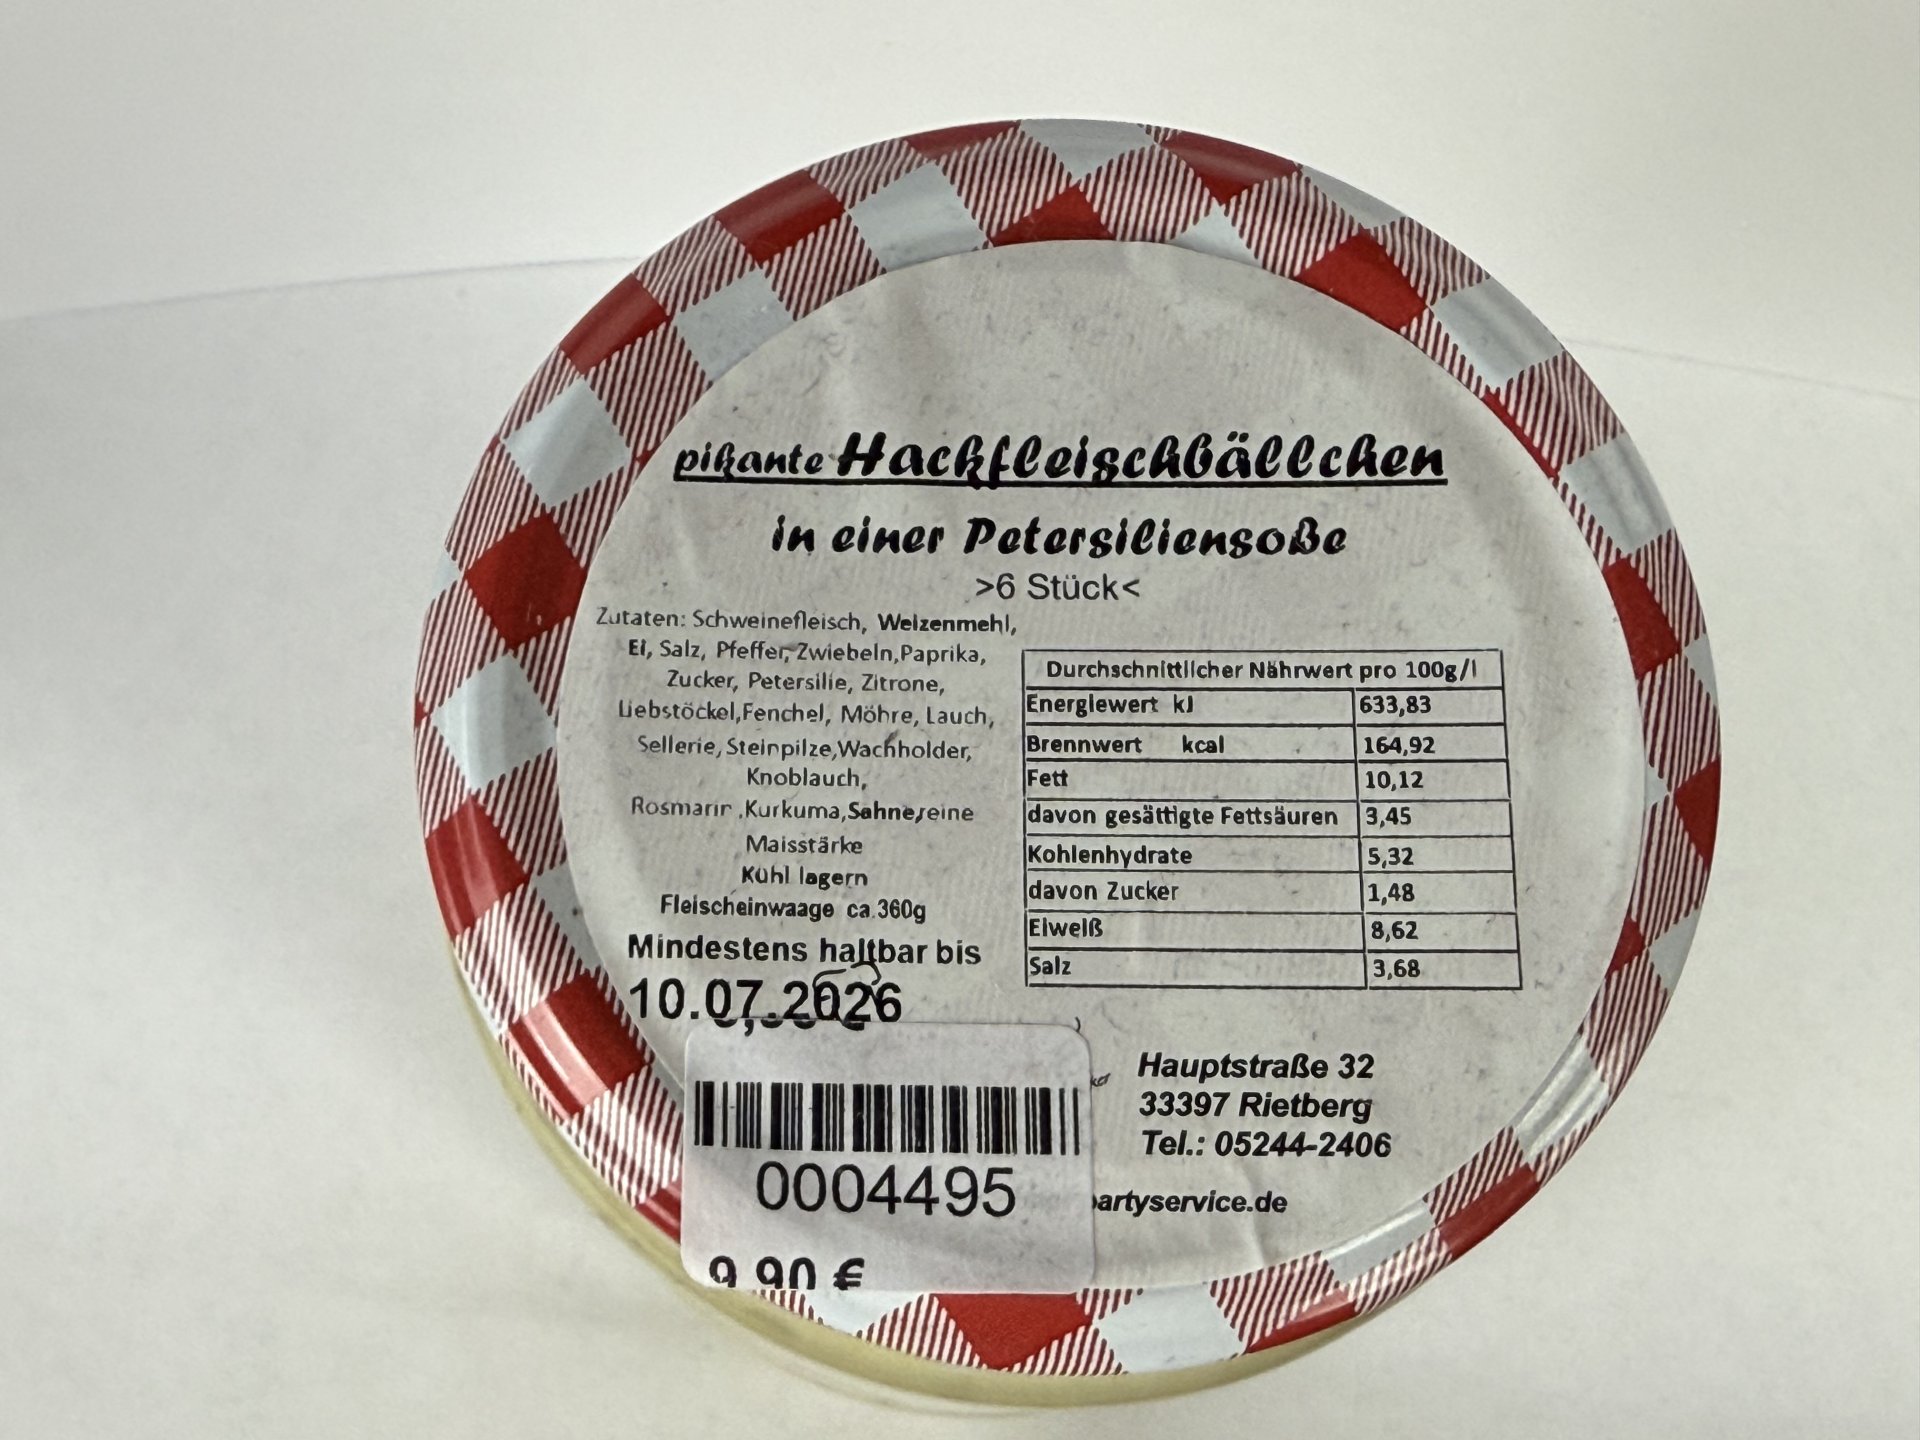 pikante Hackfleischbällchen
in einer Petersiliensoße
>6 Stück<
Zutaten: Schweinefleisch, Weizenmehl,
Ei, Salz, Pfeffer, Zwiebeln,Paprika,
Zucker, Petersilie, Zitrone,
Liebstöckel,Fenchel, Möhre, Lauch,
Sellerie, Steinpilze,Wachholder,
Knoblauch,
Rosmarin ,Kurkuma,Sahne,reine
Maisstärke
Kühl lagern
Fleischeinwaage ca.360g
Mindestens haltbar bis
10.07.2026
Durchschnittlicher Nährwert pro 100g/l
Energiewert kJ 633,83
Brennwert kcal 164,92
Fett 10,12
davon gesättigte Fettsäuren 3,45
Kohlenhydrate 5,32
davon Zucker 1,48
Eiweiß 8,62
Salz 3,68
Hauptstraße 32
33397 Rietberg
Tel.: 05244-2406
artyservice.de
0004495
9,90 €